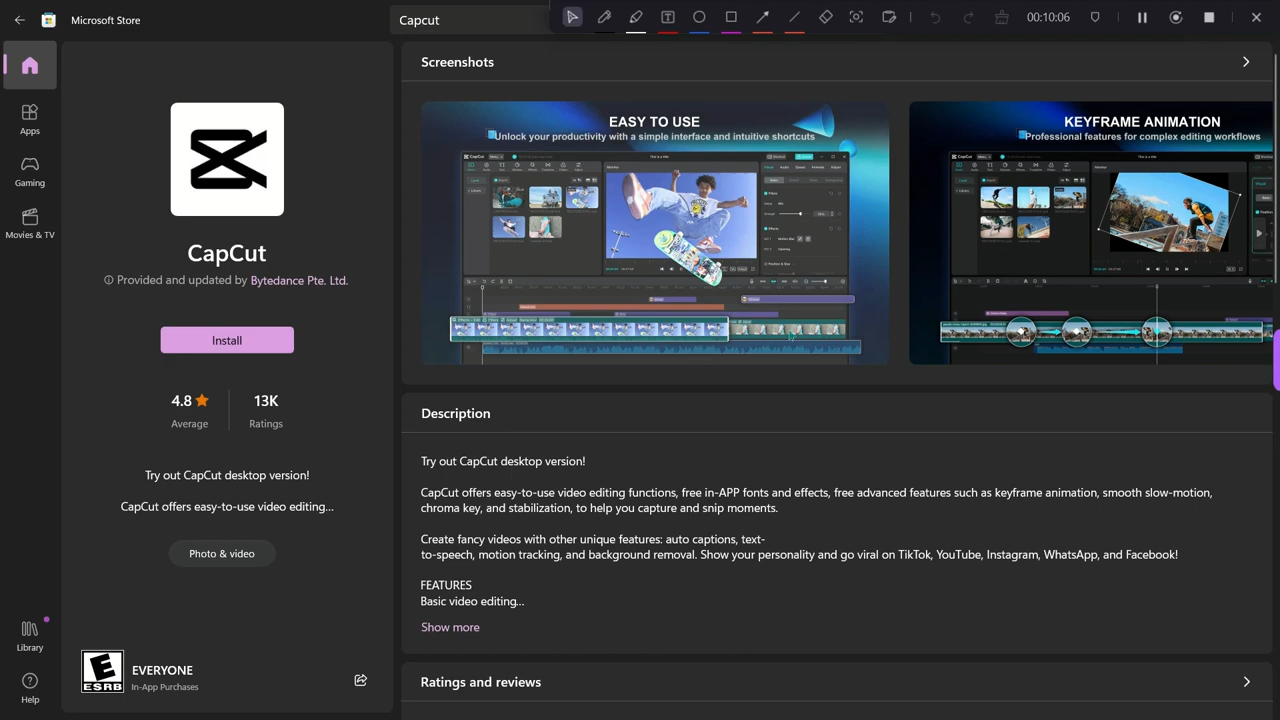 Microsoft Store
Capcut
00:10:06
Apps
Gaming
Movies & TV
Library
Help
CapCut
Provided and updated by Bytedance Pte. Ltd.
Install
4.8
Average
13K
Ratings
Try out CapCut desktop version!
CapCut offers easy-to-use video editing...
Photo & video
ESRB
EVERYONE
In-App Purchases
Screenshots
EASY TO USE
Unlock your productivity with a simple interface and intuitive shortcuts
CapCut
KEYFRAME ANIMATION
Professional features for complex editing workflows
CapCut
Description
Try out CapCut desktop version!
CapCut offers easy-to-use video editing functions, free in-APP fonts and effects, free advanced features such as keyframe animation, smooth slow-motion,
chroma key, and stabilization, to help you capture and snip moments.
Create fancy videos with other unique features: auto captions, text-
to-speech, motion tracking, and background removal. Show your personality and go viral on TikTok, YouTube, Instagram, WhatsApp, and Facebook!
FEATURES
Basic video editing...
Show more
Ratings and reviews